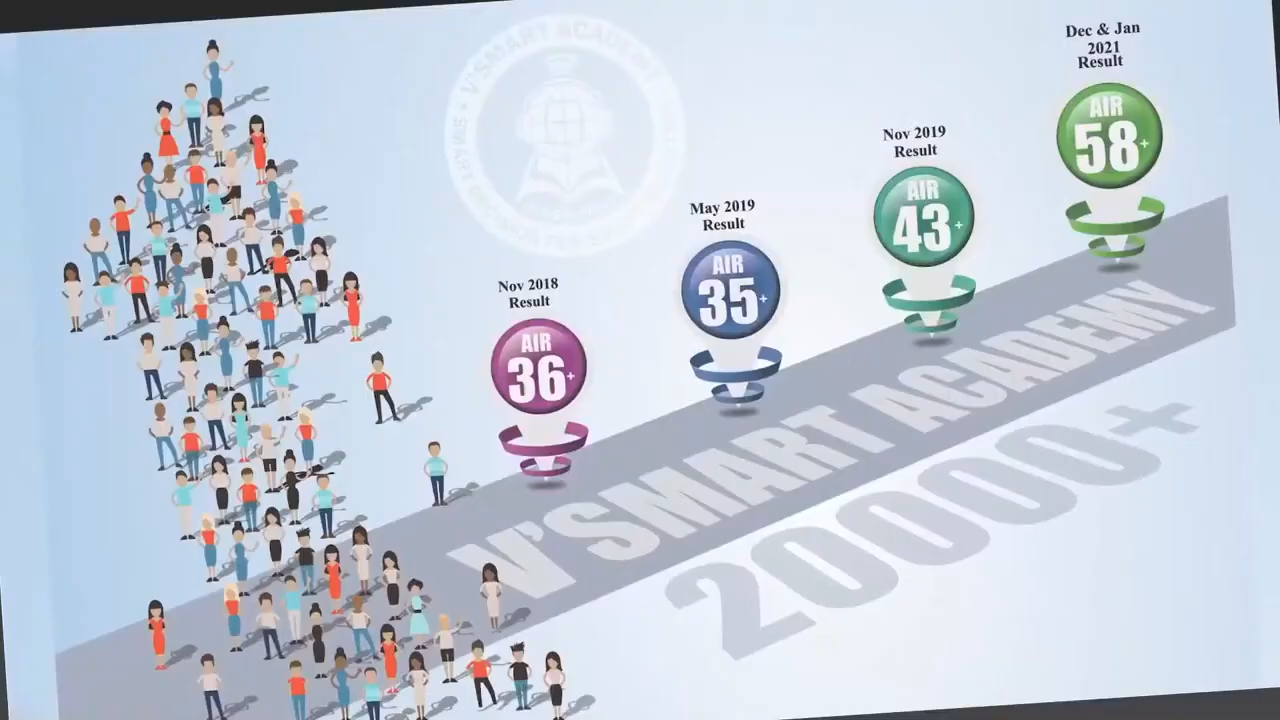 V'SMART ACADEMY
Nov 2018
Result
AIR
36+
May 2019
Result
AIR
35+
Nov 2019
Result
AIR
43+
Dec & Jan
2021
Result
AIR
58+
V'SMART ACADEMY
20000+